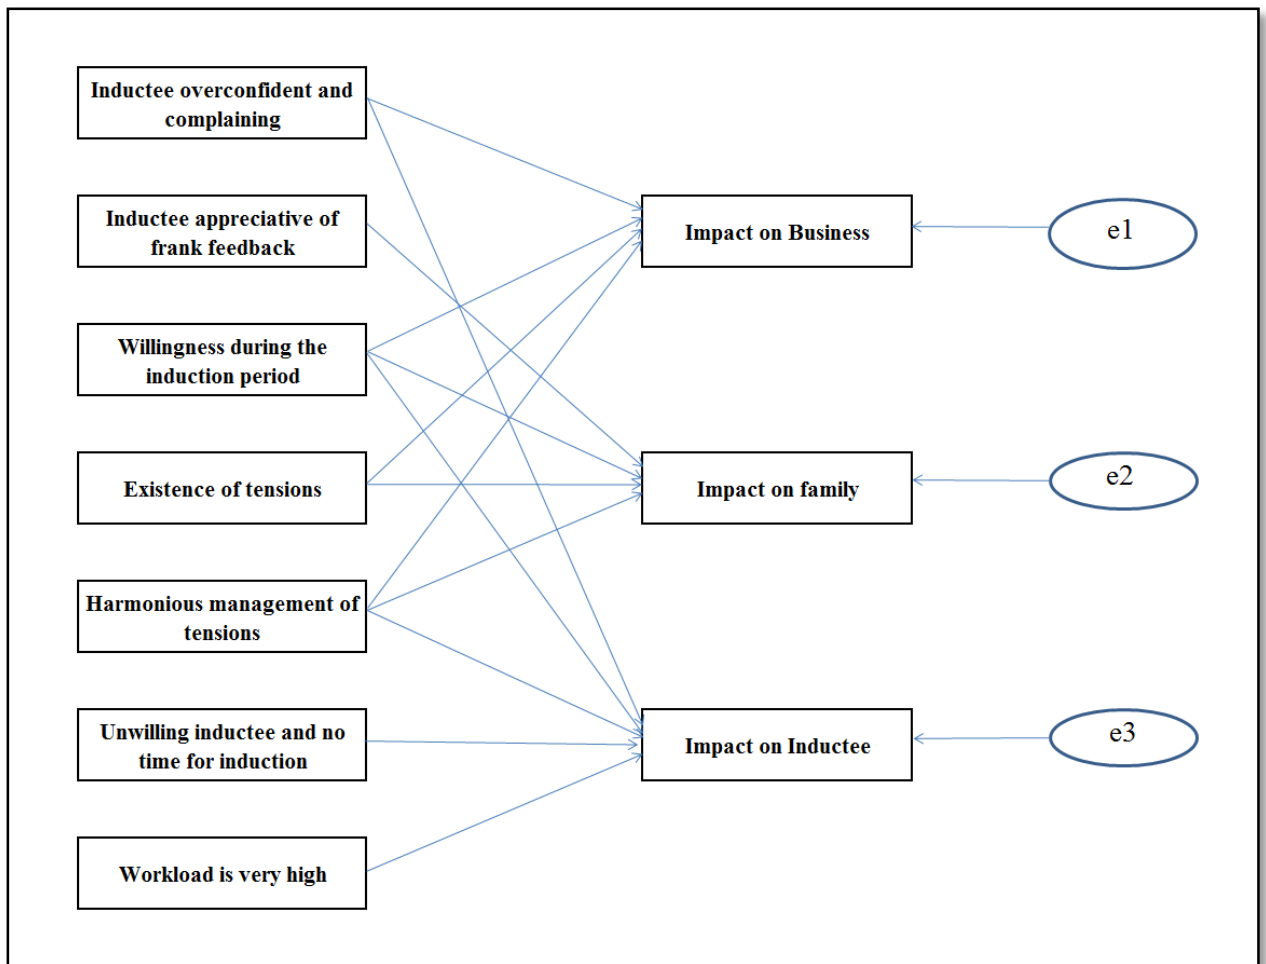 Inductee overconfident and
complaining
Inductee appreciative of
frank feedback
Willingness during the
induction period
Existence of tensions
Harmonious management of
tensions
Unwilling inductee and no
time for induction
Workload is very high
Impact on Business
Impact on family
Impact on Inductee
e1
e2
e3